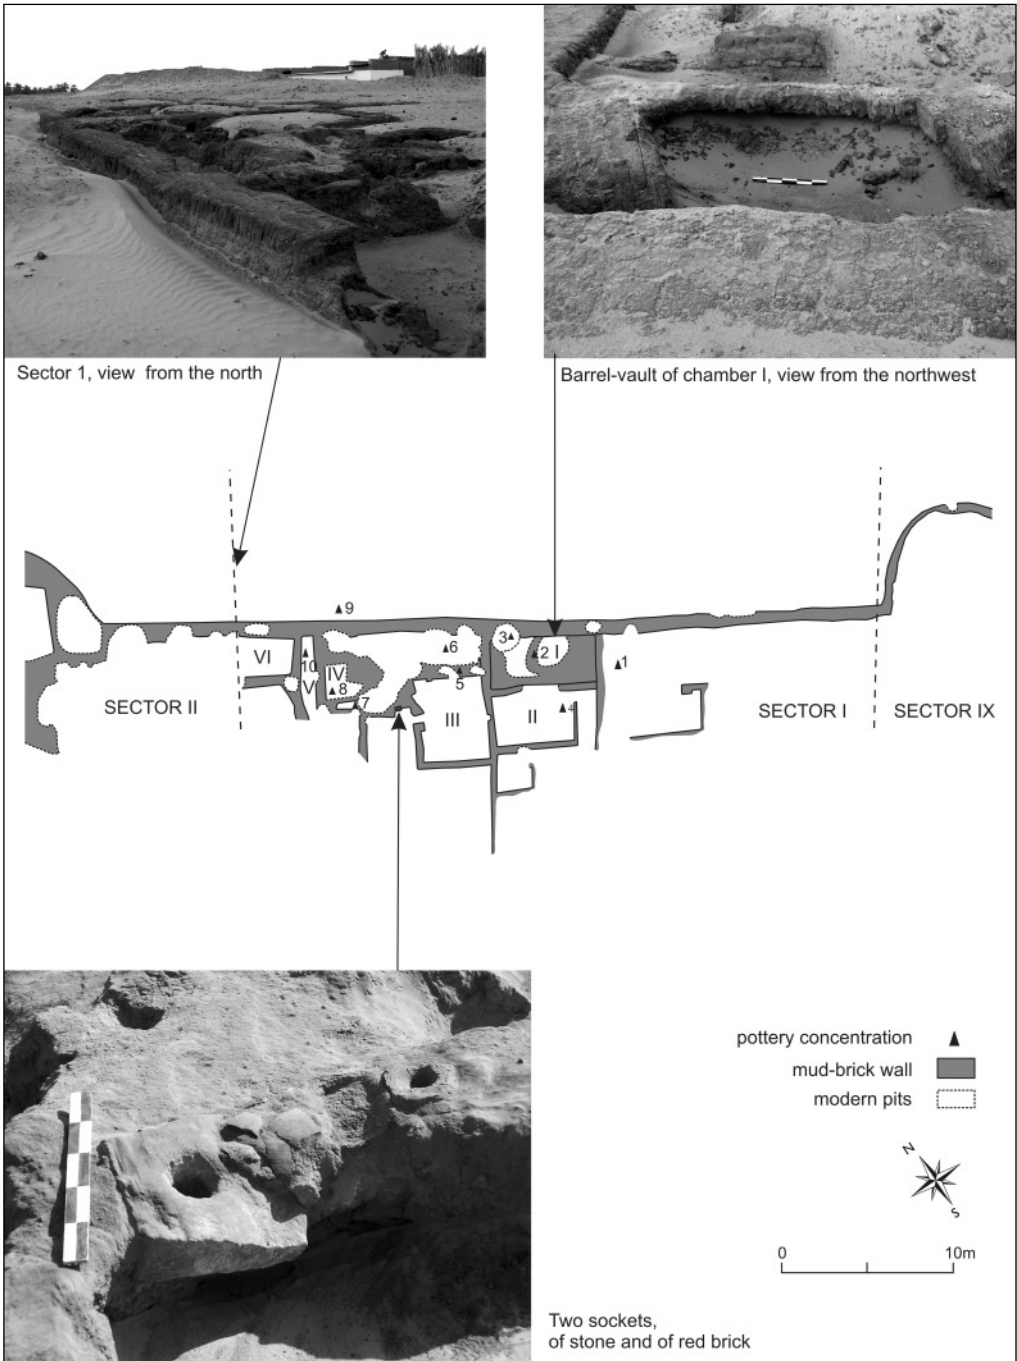 Sector 1, view from the north
Barrel-vault of chamber I, view from the northwest
9
3
2
I
1
6
10
VI
IV
V
8
5
7
4
III
II
SECTOR II
SECTOR I
SECTOR IX
pottery concentration
mud-brick wall
modern pits
N
S
0 10m
Two sockets,
of stone and of red brick